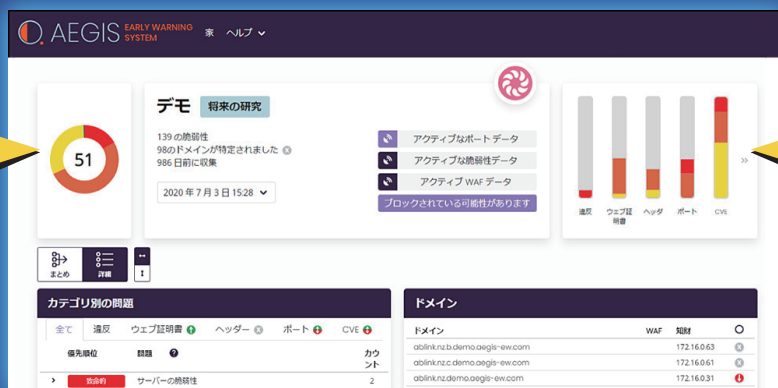 AEGIS EARLY WARNING SYSTEM 家 ヘルプ
51
デモ 将来の研究
139 の脆弱性
98のドメインが特定されました
986 日前に収集
2020 年 7 月 3 日 15:28
アクティブなポート データ
アクティブな脆弱性データ
アクティブ WAF データ
ブロックされている可能性があります
違反 ウェブ証明書 ヘッダ ポート CVE
まとめ 詳細
カテゴリ別の問題
全て 違反 ウェブ証明書 ヘッダー ポート CVE
優先順位 問題 カウント
致命的 サーバーの脆弱性 2
ドメイン
ドメイン WAF 知財
ablink.nz.b.demo.aegis-ew.com 172.16.0.63
ablink.nz.c.demo.aegis-ew.com 172.16.0.61
ablink.nz.demo.aegis-ew.com 172.16.0.31